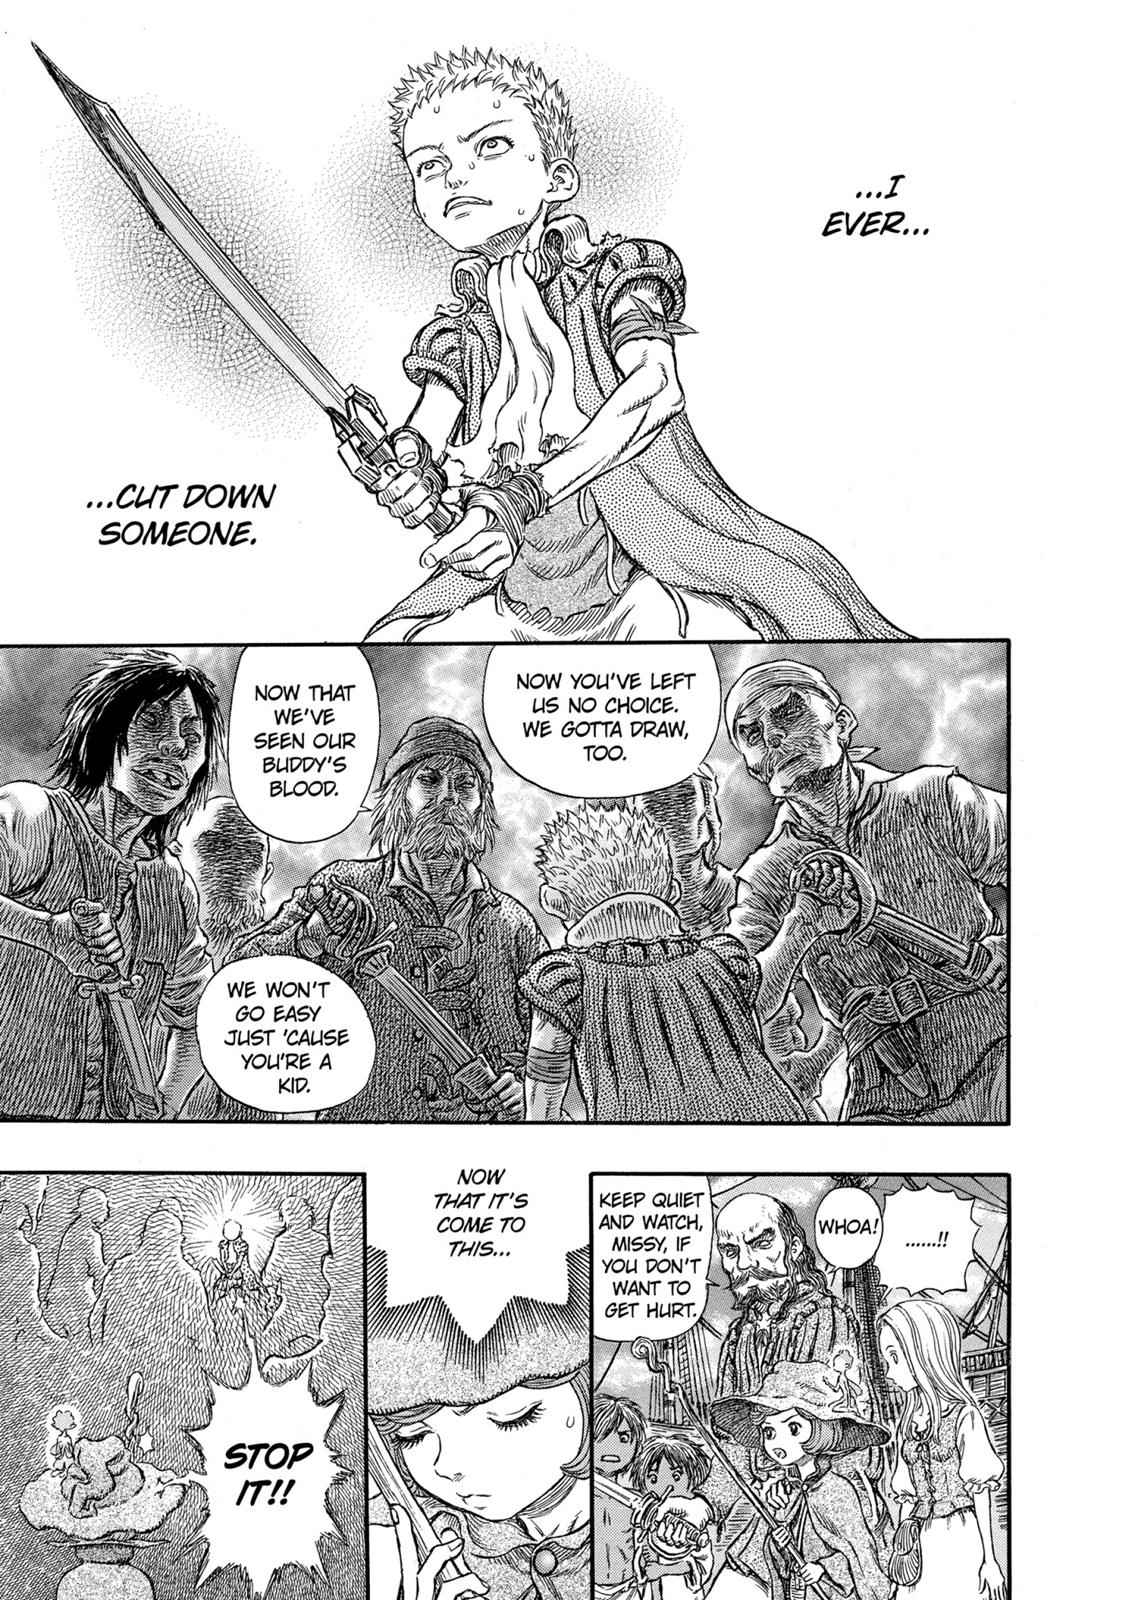 ...I
EVER...
...CUT DOWN
SOMEONE.
NOW YOU'VE LEFT
US NO CHOICE.
WE GOTTA DRAW,
TOO.
NOW THAT
WE'VE
SEEN OUR
BUDDY'S
BLOOD.
WE WON'T
GO EASY
JUST 'CAUSE
YOU'RE A
KID.
......!!
WHOA!
KEEP QUIET
AND WATCH,
MISSY, IF
YOU DON'T
WANT TO
GET HURT.
NOW
THAT IT'S
COME TO
THIS...
STOP
IT!!